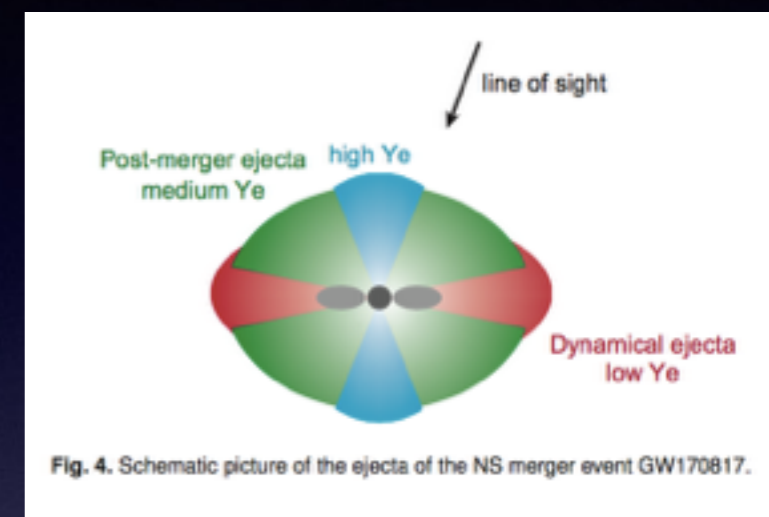 line of sight
Post-merger ejecta
medium Ye
high Ye
Dynamical ejecta
low Ye
Fig. 4. Schematic picture of the ejecta of the NS merger event GW170817.